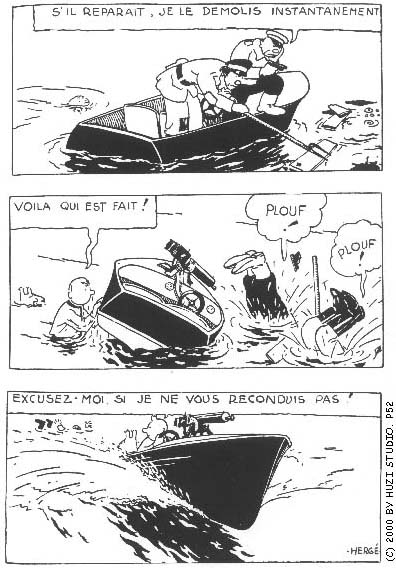 S'IL REPARAIT, JE LE DEMOLIS INSTANTANEMENT
VOILA QUI EST FAIT!
PLOUF!
PLOUF!
EXCUSEZ-MOI, SI JE NE VOUS RECONDUIS PAS!
-HERGÉ
(C) 2000 BY HUZI STUDIO. P52